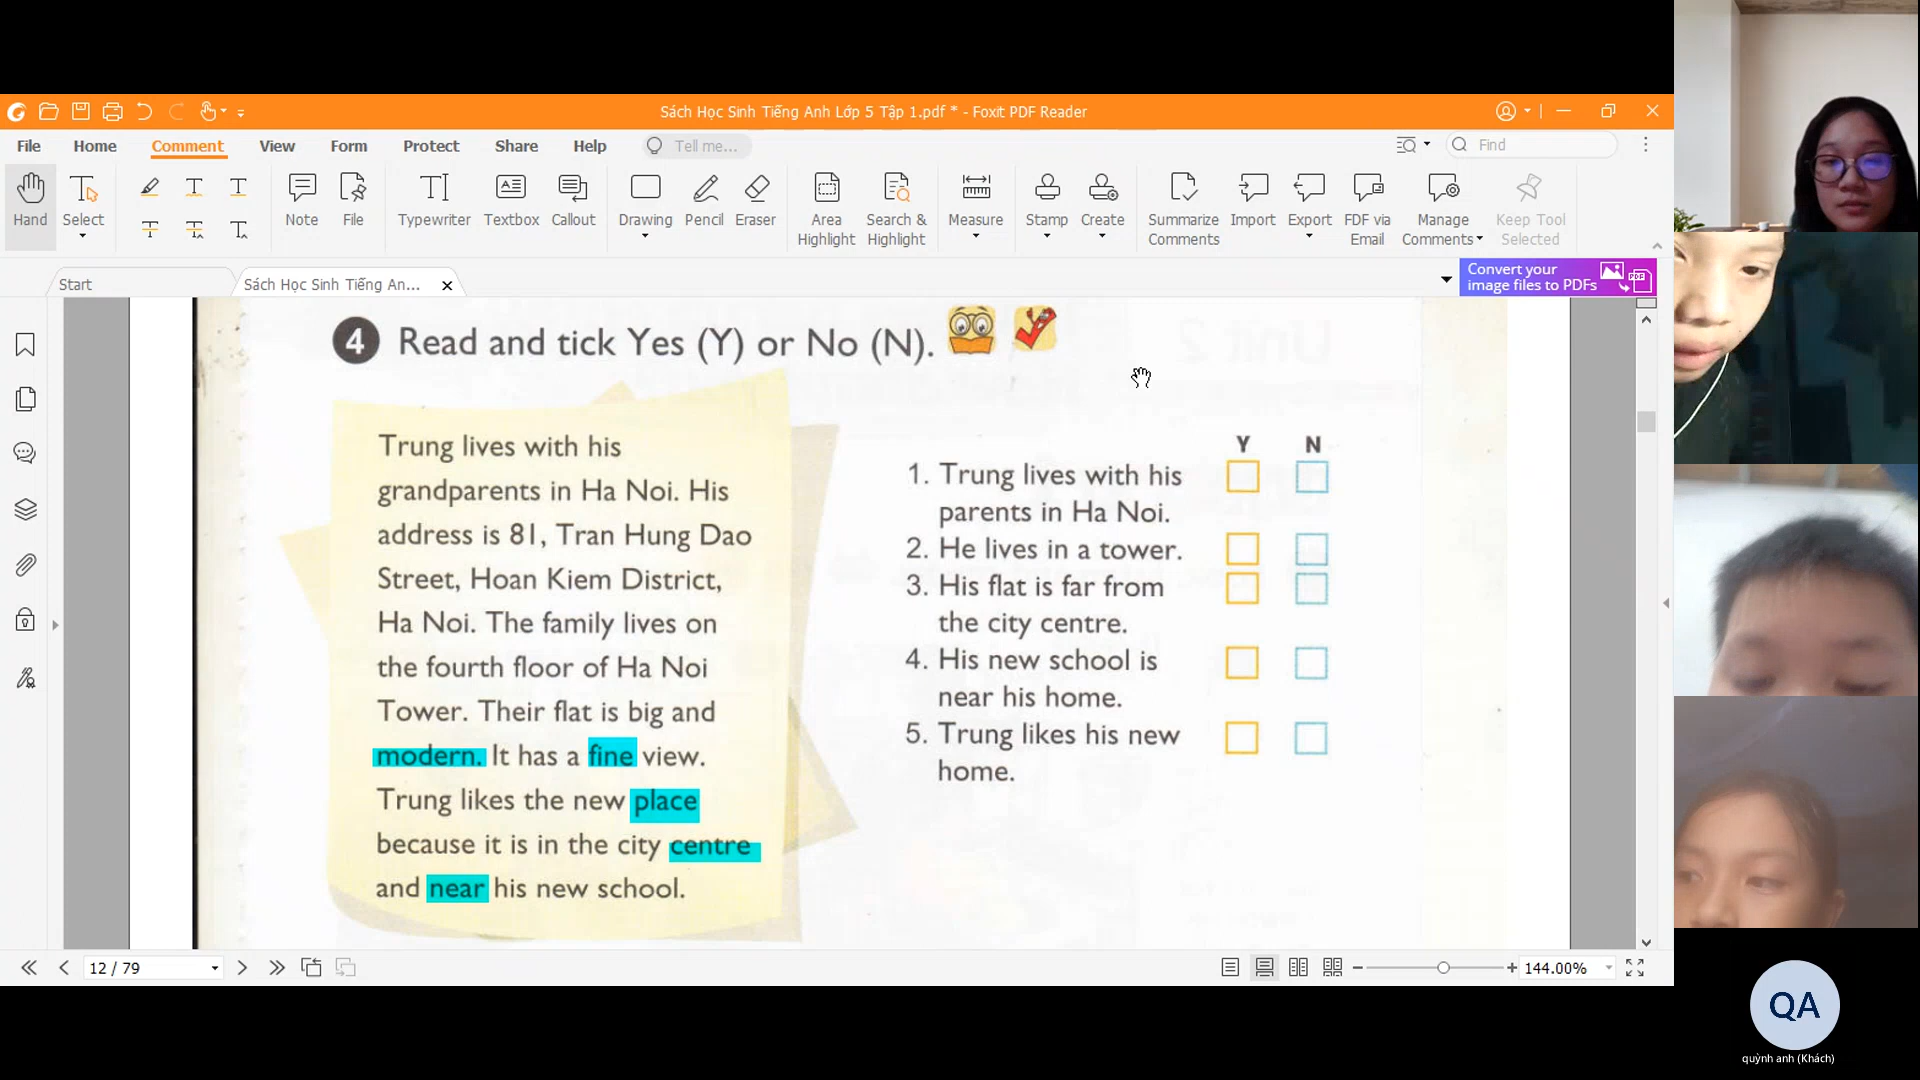 Sách Học Sinh Tiếng Anh Lớp 5 Tập 1.pdf * - Foxit PDF Reader
File Home Comment View Form Protect Share Help Tell me... Find
Hand Select Note File Typewriter Textbox Callout Drawing Pencil Eraser Area Highlight Search & Highlight Measure Stamp Create Summarize Comments Import Export FDF via Email Manage Comments Keep Tool Selected
Start Sách Học Sinh Tiếng An...
Convert your
image files to PDFs
PDF
4 Read and tick Yes (Y) or No (N).
Trung lives with his
grandparents in Ha Noi. His
address is 81, Tran Hung Dao
Street, Hoan Kiem District,
Ha Noi. The family lives on
the fourth floor of Ha Noi
Tower. Their flat is big and
modern. It has a fine view.
Trung likes the new place
because it is in the city centre
and near his new school.
Y N
1. Trung lives with his
parents in Ha Noi.
2. He lives in a tower.
3. His flat is far from
the city centre.
4. His new school is
near his home.
5. Trung likes his new
home.
12 / 79
144.00%
QA
quỳnh anh (Khách)